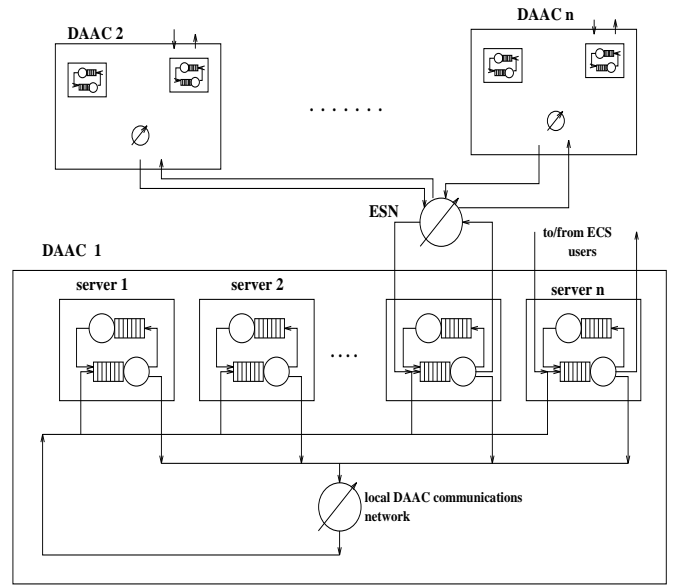 DAAC n
DAAC 2
. . . . . . .
ESN
to/from ECS
users
DAAC 1
server 1
server 2
server n
....
local DAAC communications
network